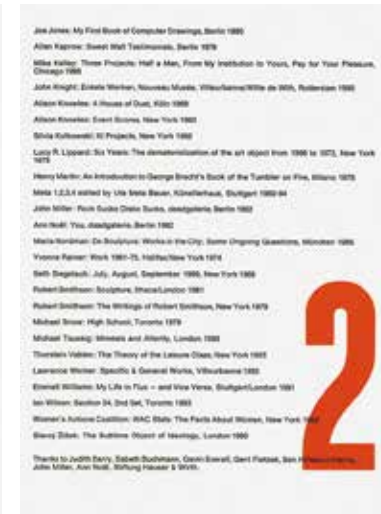 Joe Jones: My First Book of Computer Drawings, Berlin 1990
Allan Kaprow: Sweet Wall Testimonials, Berlin 1976
Mike Kelley: Three Projects: Half a Man, From My Institution to Yours, Pay for Your Pleasure,
Chicago 1988
John Knight: Enkele Werken, Nouveau Musée, Villeurbanne/Witte de With, Rotterdam 1990
Alison Knowles: A House of Dust, Köln 1969
Alison Knowles: Event Scores, New York 1992
Silvia Kolbowski: XI Projects, New York
Lucy R. Lippard: Six Years: The dematerialization of the art object from 1966 to 1972, New York
1973
Henry Martin: An Introduction to George Brecht's Book of the Tumbler on Fire, Milano 1978
Meta 1,2,3,4 edited by Ute Meta Bauer, Künstlerhaus, Stuttgart 1992-94
John Miller: Rock Sucks Disko Sucks, daadgalerie, Berlin 1992
Ann Noël: You, daadgalerie, Berlin 1982
Maria Nordman: De Sculptura: Works in the City; Some Ongoing Questions, München 1986
Yvonne Rainer: Work 1961-73, Halifax/New York 1974
Seth Siegelaub: July, August, September 1969, New York 1969
Robert Smithson: Sculpture, Ithaca/London 1981
Robert Smithson: The Writings of Robert Smithson, New York 1979
Michael Snow: High School, Toronto 1979
Michael Taussig: Mimesis and Alterity, London
Thorstein Veblen: The Theory of the Leisure Class, New York
Lawrence Weiner: Specific & General Works, Villeurbanne 1993
Emmett Williams: My Life in Flux – and Vice Versa, Stuttgart/London 1991
Ian Wilson: Section 34, 2nd Set, Toronto
Women's Action Coalition: WAC Stats: The Facts About Women, New York
Slavoj Žižek: The Sublime Object of Ideology, London
2
Thanks to Judith Barry, Sabeth Buchmann, Gavin Everall, Gerti Fietzek,
John Miller, Ann Noël, Stiftung Hauser & Wirth.